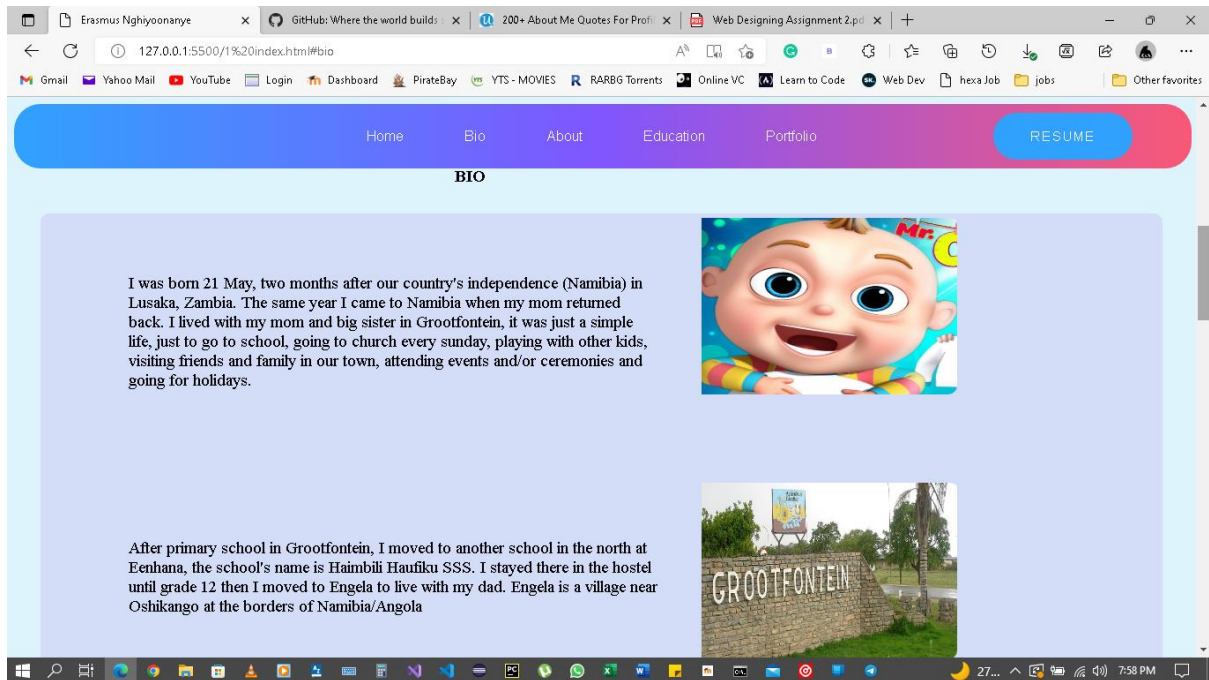 Erasmus Nghiyoonanye
GitHub: Where the world builds s
200+ About Me Quotes For Profil
Web Designing Assignment 2.pd
127.0.0.1:5500/1%20index.html#bio
Gmail Yahoo Mail YouTube Login Dashboard PirateBay YTS - MOVIES RARBG Torrents Online VC Learn to Code Web Dev hexa Job jobs Other favorites
Home Bio About Education Portfolio RESUME
BIO
I was born 21 May, two months after our country's independence (Namibia) in
Lusaka, Zambia. The same year I came to Namibia when my mom returned
back. I lived with my mom and big sister in Grootfontein, it was just a simple
life, just to go to school, going to church every sunday, playing with other kids,
visiting friends and family in our town, attending events and/or ceremonies and
going for holidays.
Mr.
After primary school in Grootfontein, I moved to another school in the north at
Eenhana, the school's name is Haimbili Haufiku SSS. I stayed there in the hostel
until grade 12 then I moved to Engela to live with my dad. Engela is a village near
Oshikango at the borders of Namibia/Angola
GROOTFONTEIN
27... 7:58 PM